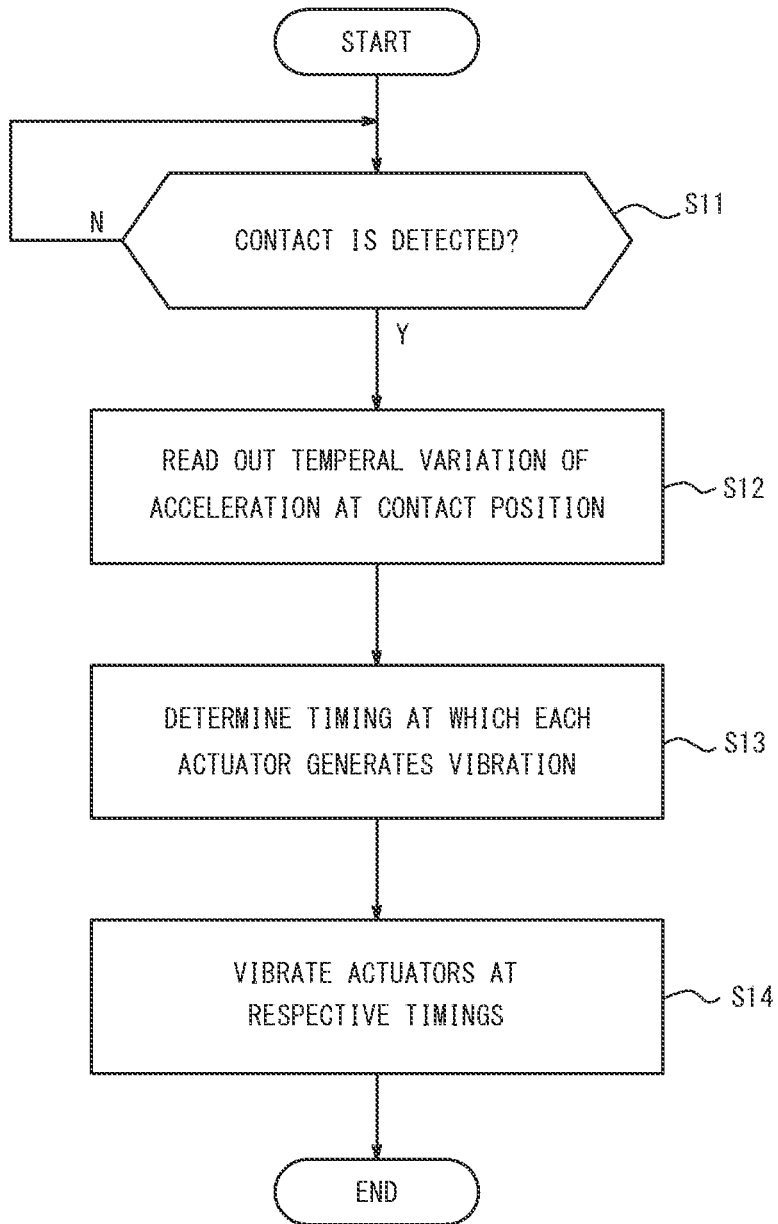 START
S11
CONTACT IS DETECTED?
N
Y
READ OUT TEMPERAL VARIATION OF
ACCELERATION AT CONTACT POSITION
S12
DETERMINE TIMING AT WHICH EACH
ACTUATOR GENERATES VIBRATION
S13
VIBRATE ACTUATORS AT
RESPECTIVE TIMINGS
S14
END